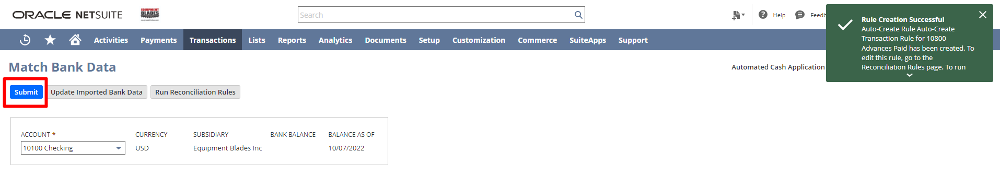 ORACLE NETSUITE
EQUIPMENT
BLADES
Search
Help
Feedb
Rule Creation Successful
Auto-Create Rule Auto-Create
Transaction Rule for 10800
Advances Paid has been created. To
edit this rule, go to the
Reconciliation Rules page. To run
Activities Payments Transactions Lists Reports Analytics Documents Setup Customization Commerce SuiteApps Support
Match Bank Data
Automated Cash Application
Submit Update Imported Bank Data Run Reconciliation Rules
ACCOUNT * CURRENCY SUBSIDIARY BANK BALANCE BALANCE AS OF
10100 Checking USD Equipment Blades Inc 10/07/2022